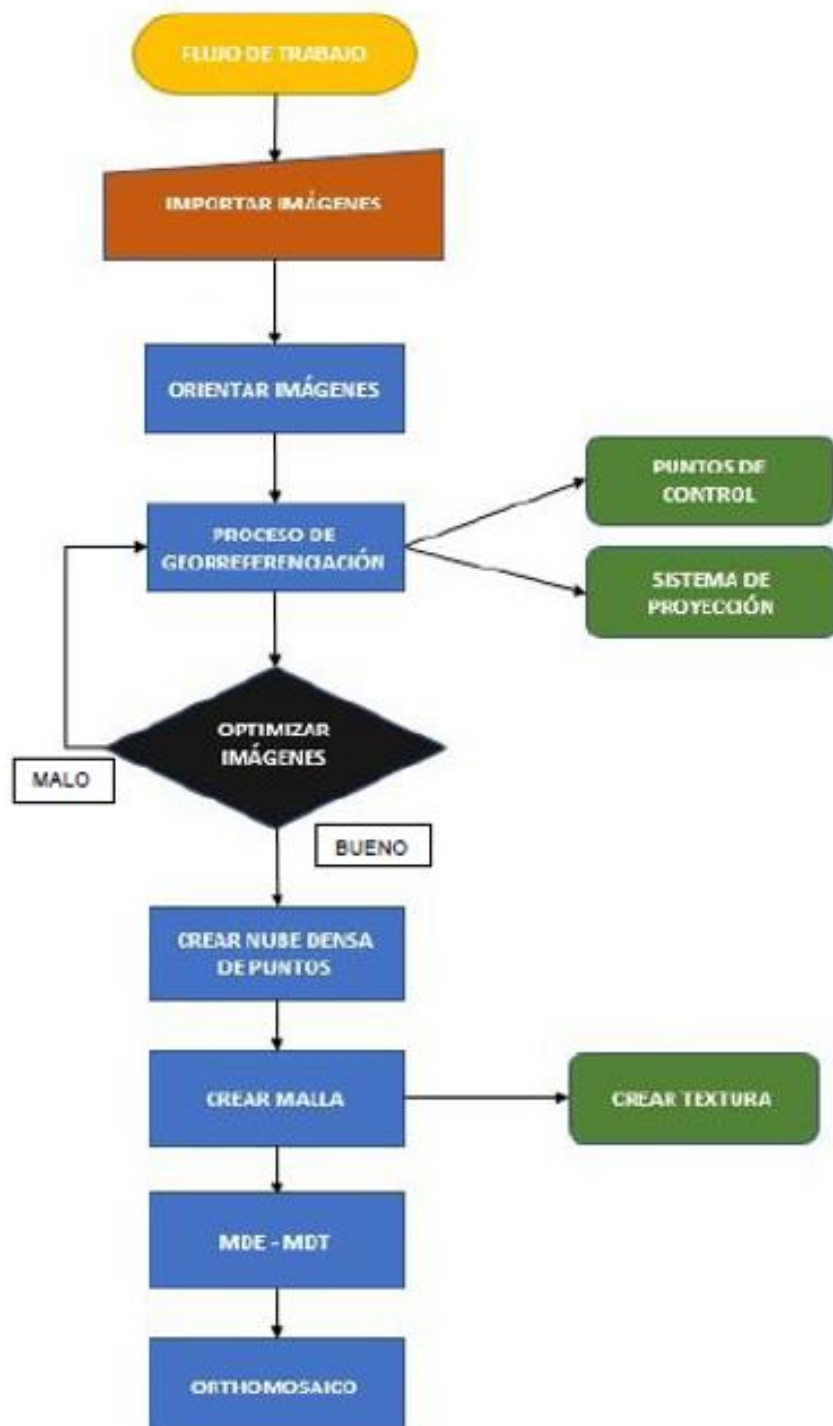 FLUJO DE TRABAJO
IMPORTAR IMÁGENES
ORIENTAR IMÁGENES
PROCESO DE
GEORREFERENCIACIÓN
PUNTOS DE
CONTROL
SISTEMA DE
PROYECCIÓN
OPTIMIZAR
IMÁGENES
MALO
BUENO
CREAR NUBE DENSA
DE PUNTOS
CREAR MALLA
CREAR TEXTURA
MDE - MDT
ORTHOMOSAICO